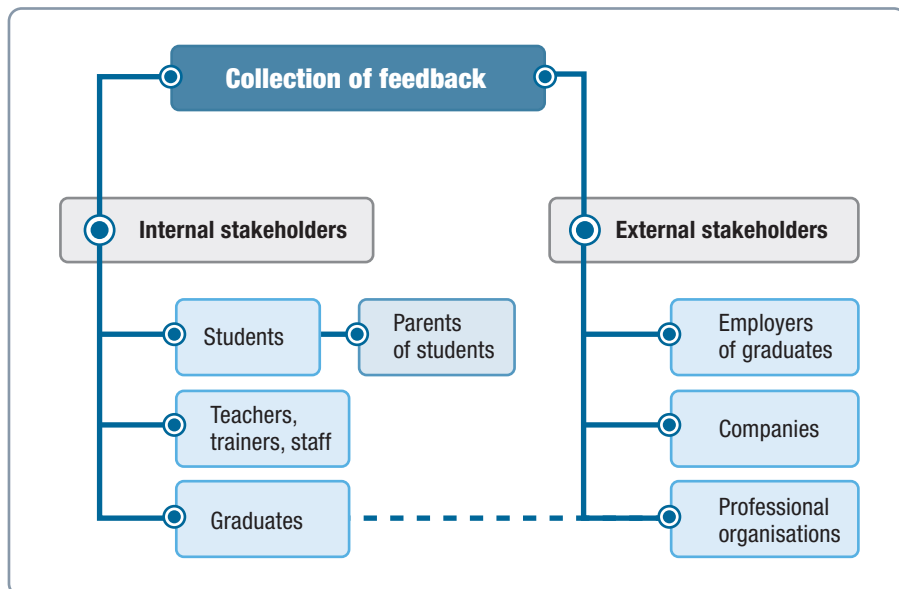 Collection of feedback
Internal stakeholders
Students
Parents
of students
Teachers,
trainers, staff
Graduates
External stakeholders
Employers
of graduates
Companies
Professional
organisations